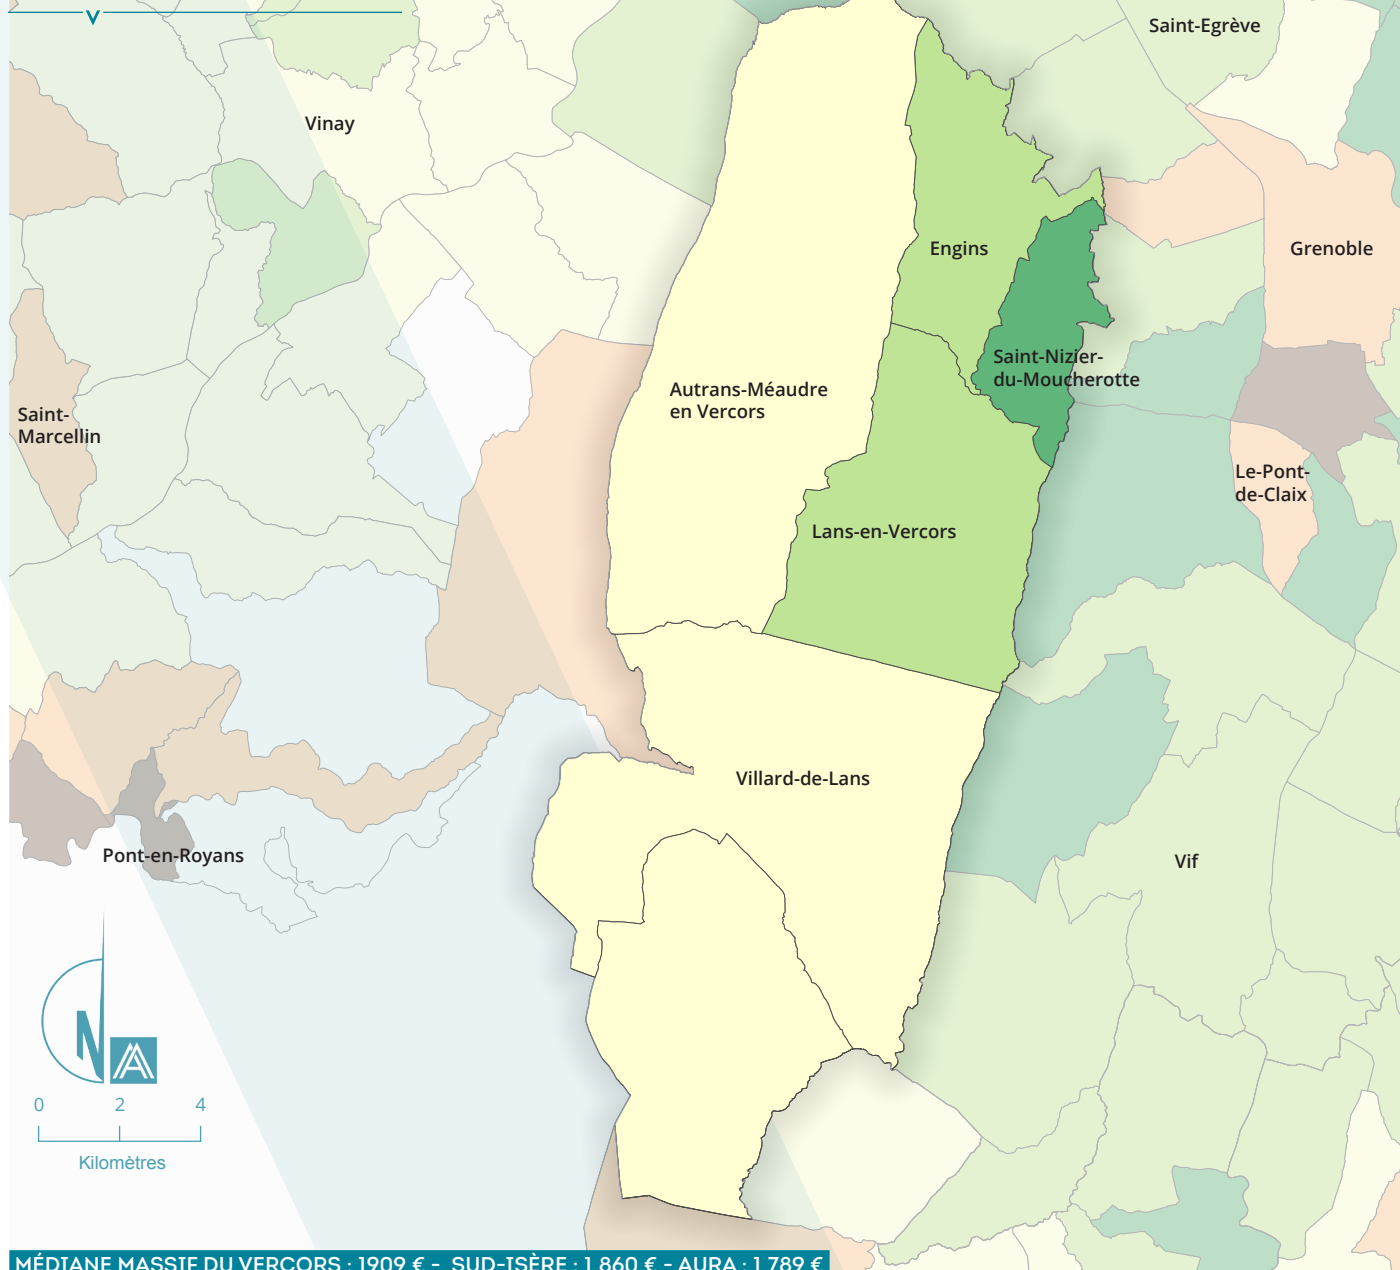 Saint-Egrève
Vinay
Engins
Grenoble
Saint-Nizier-
du-Moucherotte
Autrans-Méaudre
en Vercors
Saint-
Marcellin
Le-Pont-
de-Claix
Lans-en-Vercors
Villard-de-Lans
Pont-en-Royans
Vif
N
0 2 4
Kilomètres
MÉDIANE MASSIF DU VERCORS : 1909 € - SUD-ISÈRE : 1 860 € - AURA : 1 789 €